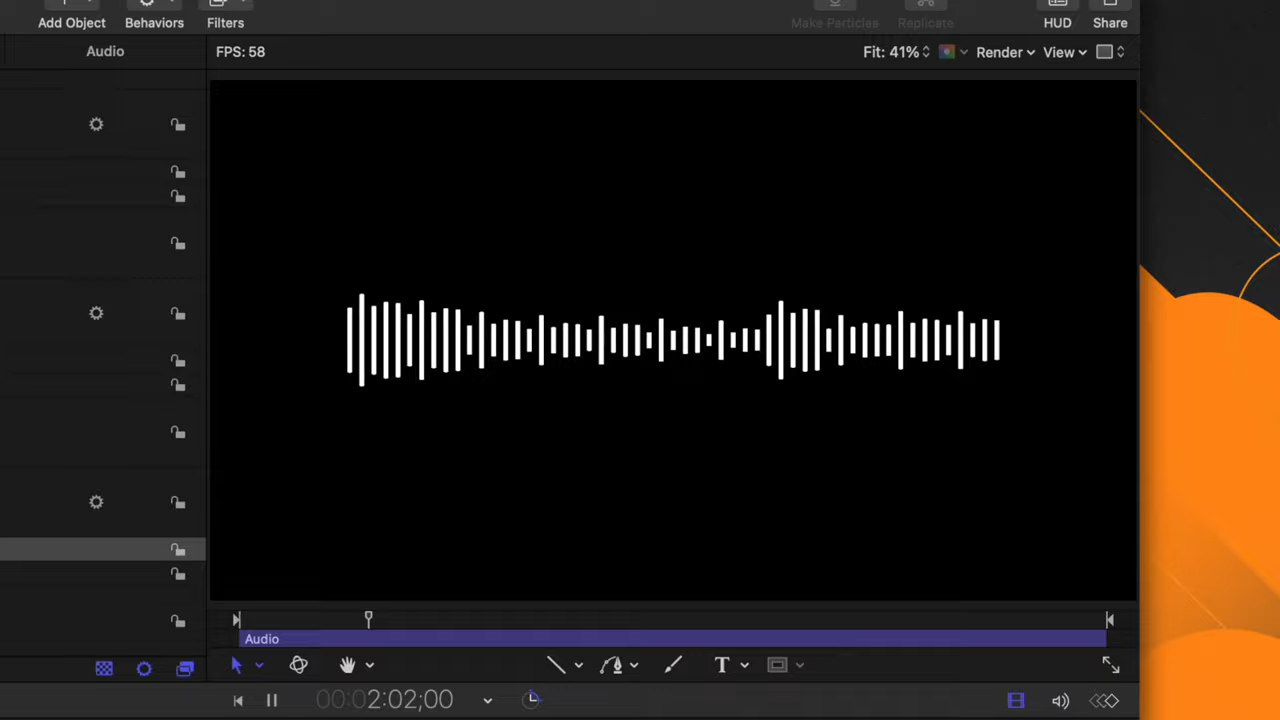 Add Object Behaviors Filters Make Particles Replicate HUD Share
Audio FPS: 58 Fit: 41% Render View
Audio
T
00:02:02;00